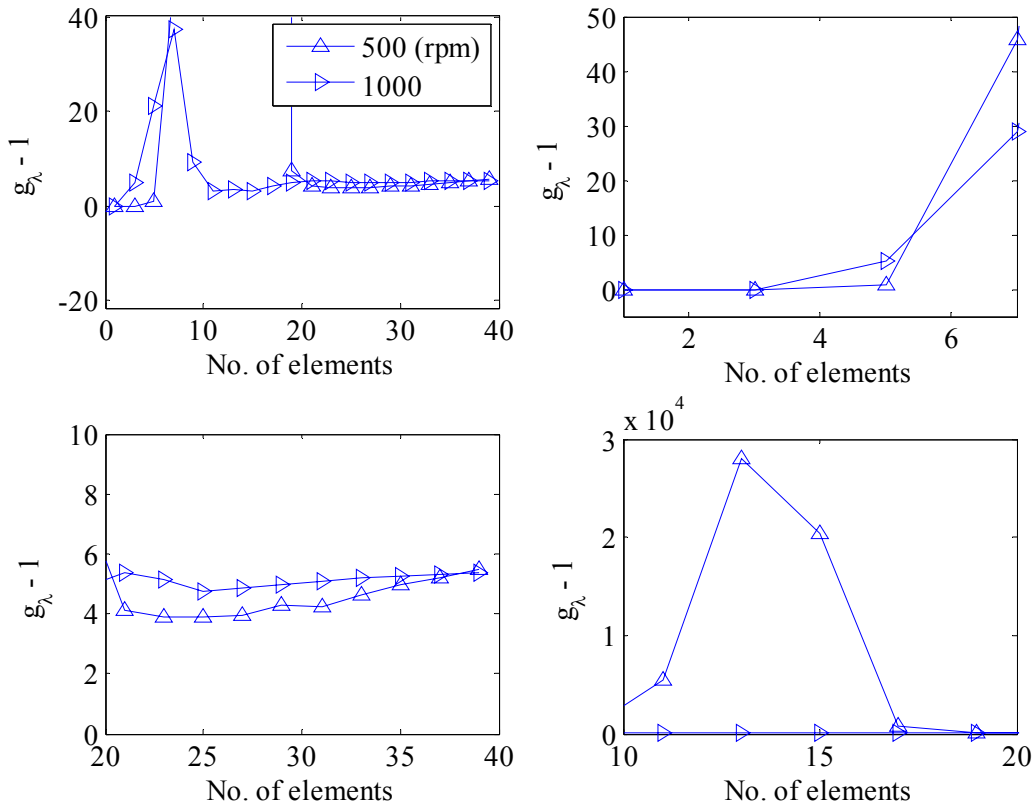 40
20
0
-20
g_λ - 1
500 (rpm)
1000
0 10 20 30 40
No. of elements
50
40
30
20
10
0
g_λ - 1
2 4 6
No. of elements
10
8
6
4
2
0
g_λ - 1
20 25 30 35 40
No. of elements
x 10^4
3
2
1
0
g_λ - 1
10 15 20
No. of elements